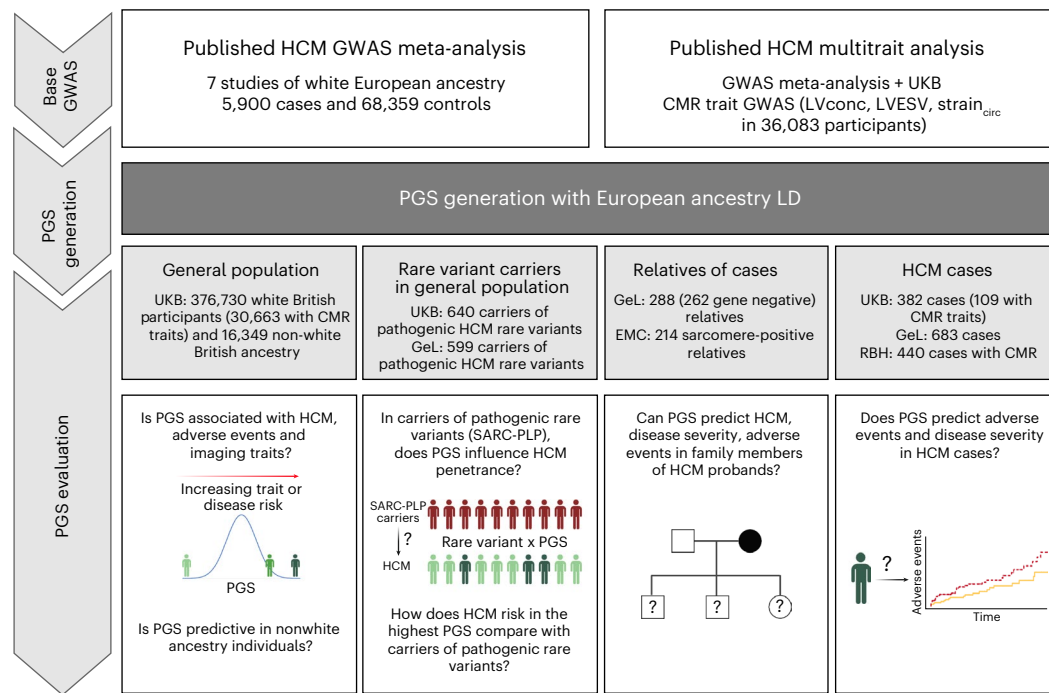 Base
GWAS
Published HCM GWAS meta-analysis
7 studies of white European ancestry
5,900 cases and 68,359 controls
Published HCM multitrait analysis
GWAS meta-analysis + UKB
CMR trait GWAS (LVconc, LVESV, strain_circ
in 36,083 participants)
PGS
generation
PGS generation with European ancestry LD
PGS evaluation
General population
UKB: 376,730 white British
participants (30,663 with CMR
traits) and 16,349 non-white
British ancestry
Rare variant carriers
in general population
UKB: 640 carriers of
pathogenic HCM rare variants
GeL: 599 carriers of
pathogenic HCM rare variants
Relatives of cases
GeL: 288 (262 gene negative)
relatives
EMC: 214 sarcomere-positive
relatives
HCM cases
UKB: 382 cases (109 with
CMR traits)
GeL: 683 cases
RBH: 440 cases with CMR
Is PGS associated with HCM,
adverse events and
imaging traits?
Increasing trait or
disease risk
PGS
Is PGS predictive in nonwhite
ancestry individuals?
In carriers of pathogenic rare
variants (SARC-PLP),
does PGS influence HCM
penetrance?
SARC-PLP
carriers
?
Rare variant x PGS
HCM
How does HCM risk in the
highest PGS compare with
carriers of pathogenic rare
variants?
Can PGS predict HCM,
disease severity, adverse
events in family members
of HCM probands?
? ? ?
Does PGS predict adverse
events and disease severity
in HCM cases?
?
Adverse events
Time